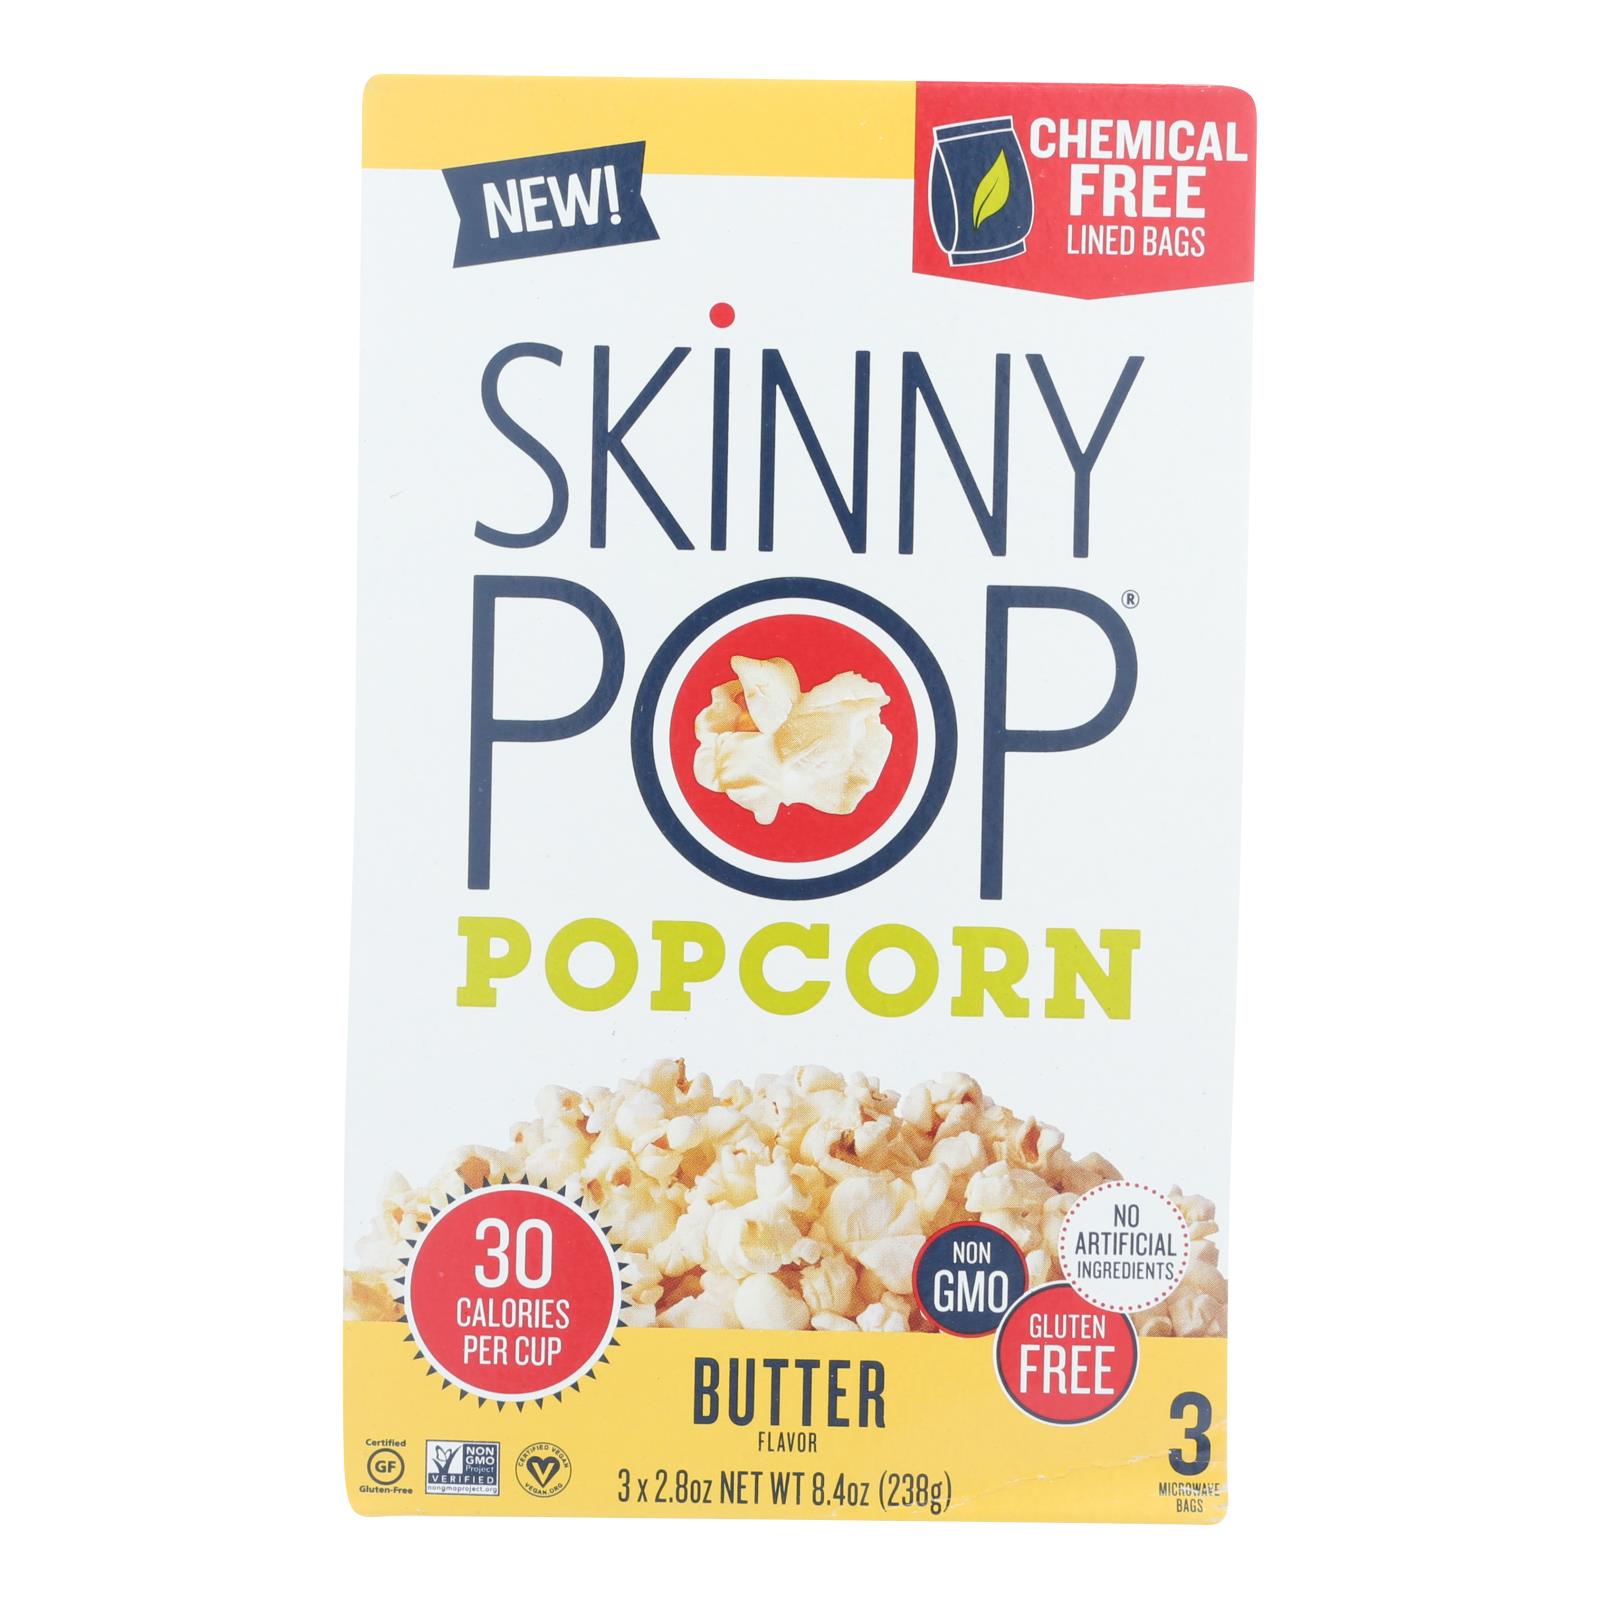 NEW!
CHEMICAL
FREE
LINED BAGS
SKiNNY
POP®
POPCORN
30
CALORIES
PER CUP
NON
GMO
NO
ARTIFICIAL
INGREDIENTS
GLUTEN
FREE
BUTTER
FLAVOR
3 x 2.8oz NET WT 8.4oz (238g)
3
MICROWAVE
BAGS
Certified
GF
Gluten-Free
NON
GMO
Project
VERIFIED
nongmoproject.org
CERTIFIED VEGAN
V
VEGAN.ORG